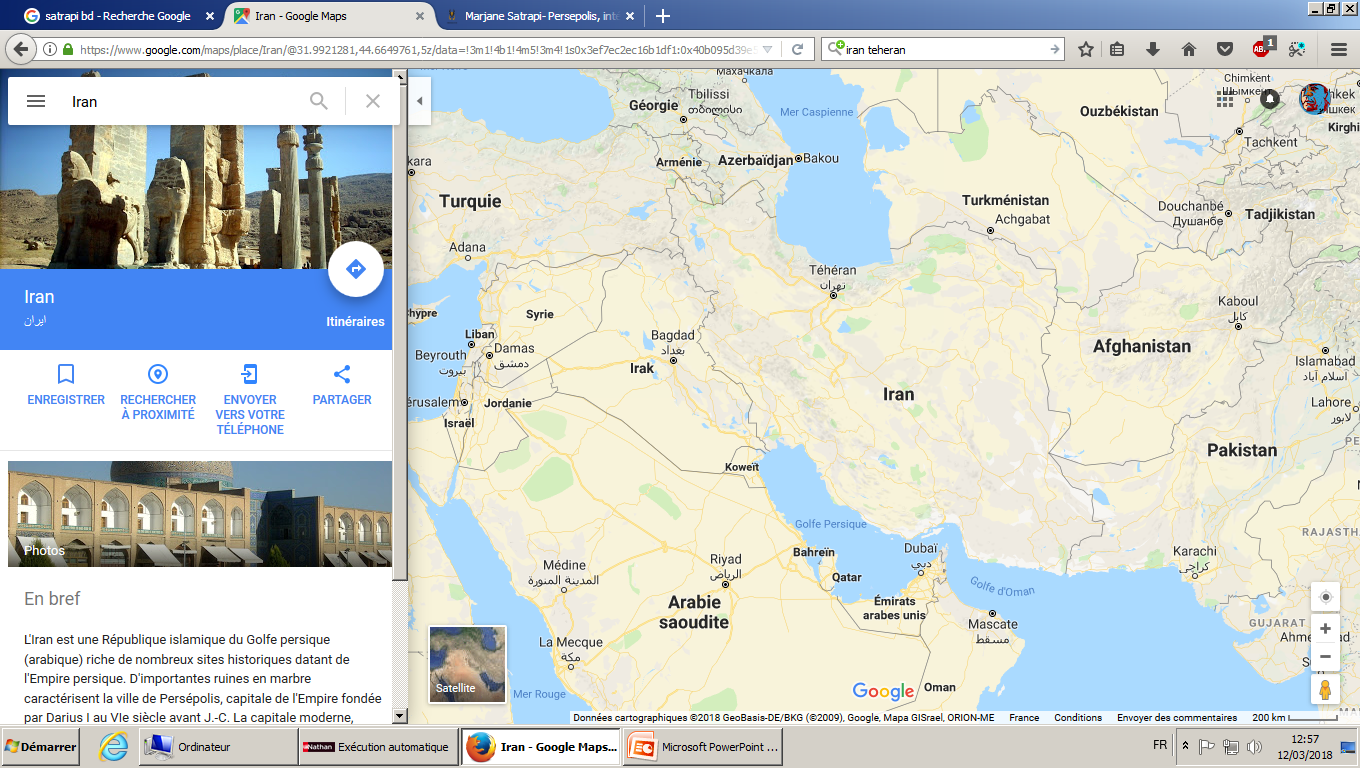 satrapi bd - Recherche Google
Iran - Google Maps
Marjane Satrapi- Persepolis, inté
https://www.google.com/maps/place/Iran/@31.9921281,44.6649761,5z/data=!3m1!4b1!4m5!3m4!1s0x3ef7ec2ec16b1df1:0x40b095d39e5
iran teheran
ABP
1
Iran
Iran
ایران
Itinéraires
ENREGISTRER
RECHERCHER
À PROXIMITÉ
ENVOYER
VERS VOTRE
TÉLÉPHONE
PARTAGER
Photos
En bref
L'Iran est une République islamique du Golfe persique
(arabique) riche de nombreux sites historiques datant de
l'Empire persique. D'importantes ruines en marbre
caractérisent la ville de Persépolis, capitale de l'Empire fondée
par Darius I au VIe siècle avant J.-C. La capitale moderne,
Махачкала
Géorgie
Tbilissi
თბილისი
Mer Caspienne
Ouzbékistan
Chimkent
Шымкент
Kirghi
Tachkent
Arménie
Azerbaïdjan
Bakou
kara
Turquie
Turkménistan
Achgabat
Douchanbé
Душанбе
Tadjikistan
Adana
Téhéran
تهران
Kaboul
کابل
Chypre
Syrie
Liban
Beyrouth
بيروت
Damas
دمشق
Bagdad
بغداد
Irak
Afghanistan
Islamabad
اسلام آباد
Iran
Lahore
لاہور
Jérusalem
Jordanie
Israël
Pakistan
Koweït
Golfe Persique
RAJASTH
Bahreïn
Dubaï
دبي
Karachi
کراچی
Riyad
الرياض
Médine
المدينة المنورة
Qatar
Golfe d'Oman
Émirats
arabes unis
Arabie
saoudite
Mascate
مسقط
GUJARAT
La Mecque
مكة
Satellite
Mer Rouge
Google
Oman
Données cartographiques ©2018 GeoBasis-DE/BKG (©2009), Google, Mapa GISrael, ORION-ME
France
Conditions
Envoyer des commentaires
200 km
Démarrer
Ordinateur
Nathan
Exécution automatique
Iran - Google Maps...
Microsoft PowerPoint ...
FR
12:57
12/03/2018